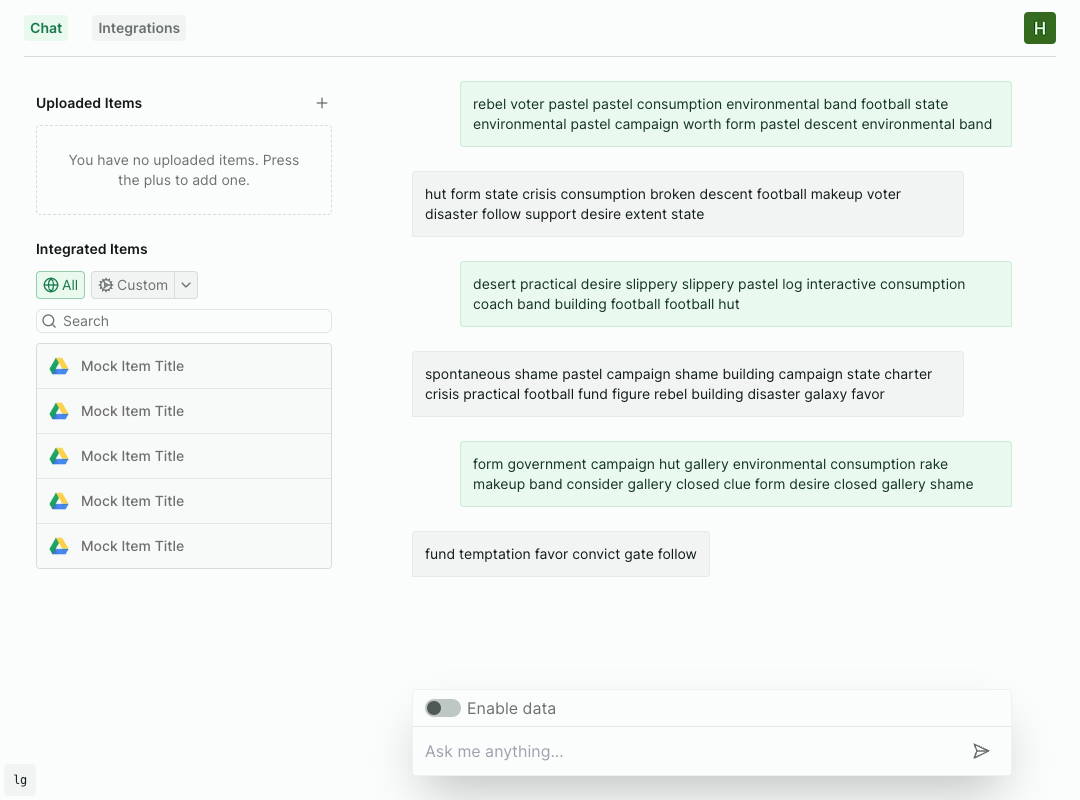 Chat
Integrations
H
Uploaded Items
You have no uploaded items. Press
the plus to add one.
Integrated Items
All
Custom
Search
Mock Item Title
Mock Item Title
Mock Item Title
Mock Item Title
Mock Item Title
rebel voter pastel pastel consumption environmental band football state
environmental pastel campaign worth form pastel descent environmental band
hut form state crisis consumption broken descent football makeup voter
disaster follow support desire extent state
desert practical desire slippery slippery pastel log interactive consumption
coach band building football football hut
spontaneous shame pastel campaign shame building campaign state charter
crisis practical football fund figure rebel building disaster galaxy favor
form government campaign hut gallery environmental consumption rake
makeup band consider gallery closed clue form desire closed gallery shame
fund temptation favor convict gate follow
Enable data
Ask me anything...
lg